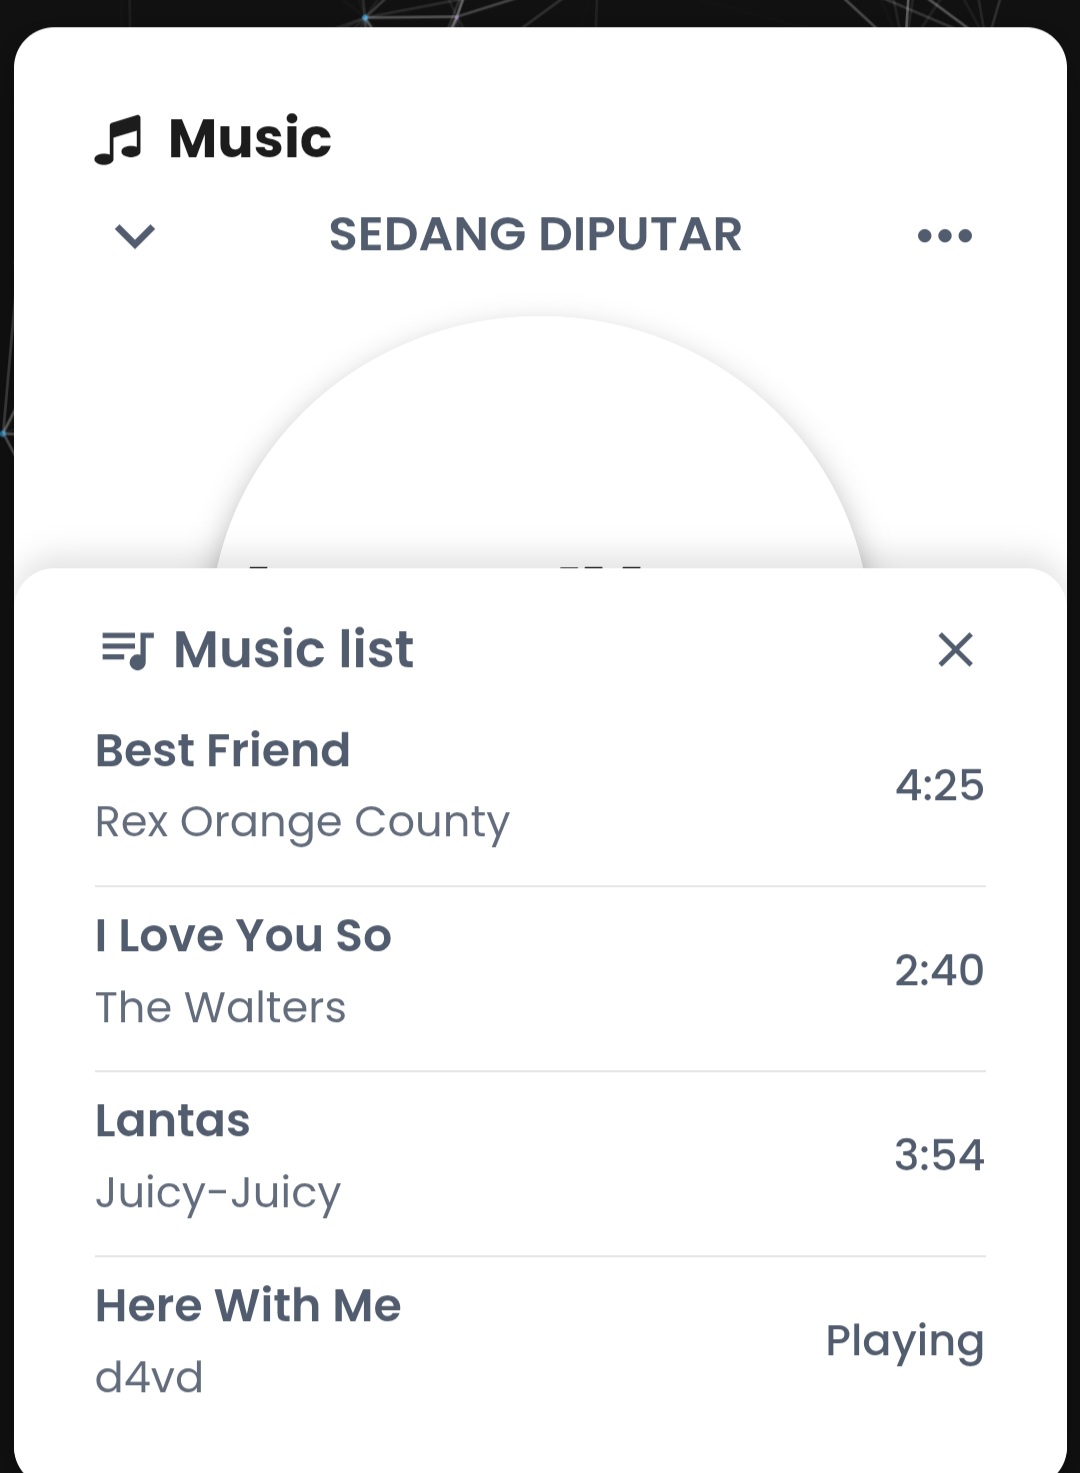 Music
SEDANG DIPUTAR
Music list
Best Friend
4:25
Rex Orange County
I Love You So
2:40
The Walters
Lantas
3:54
Juicy-Juicy
Here With Me
Playing
d4vd